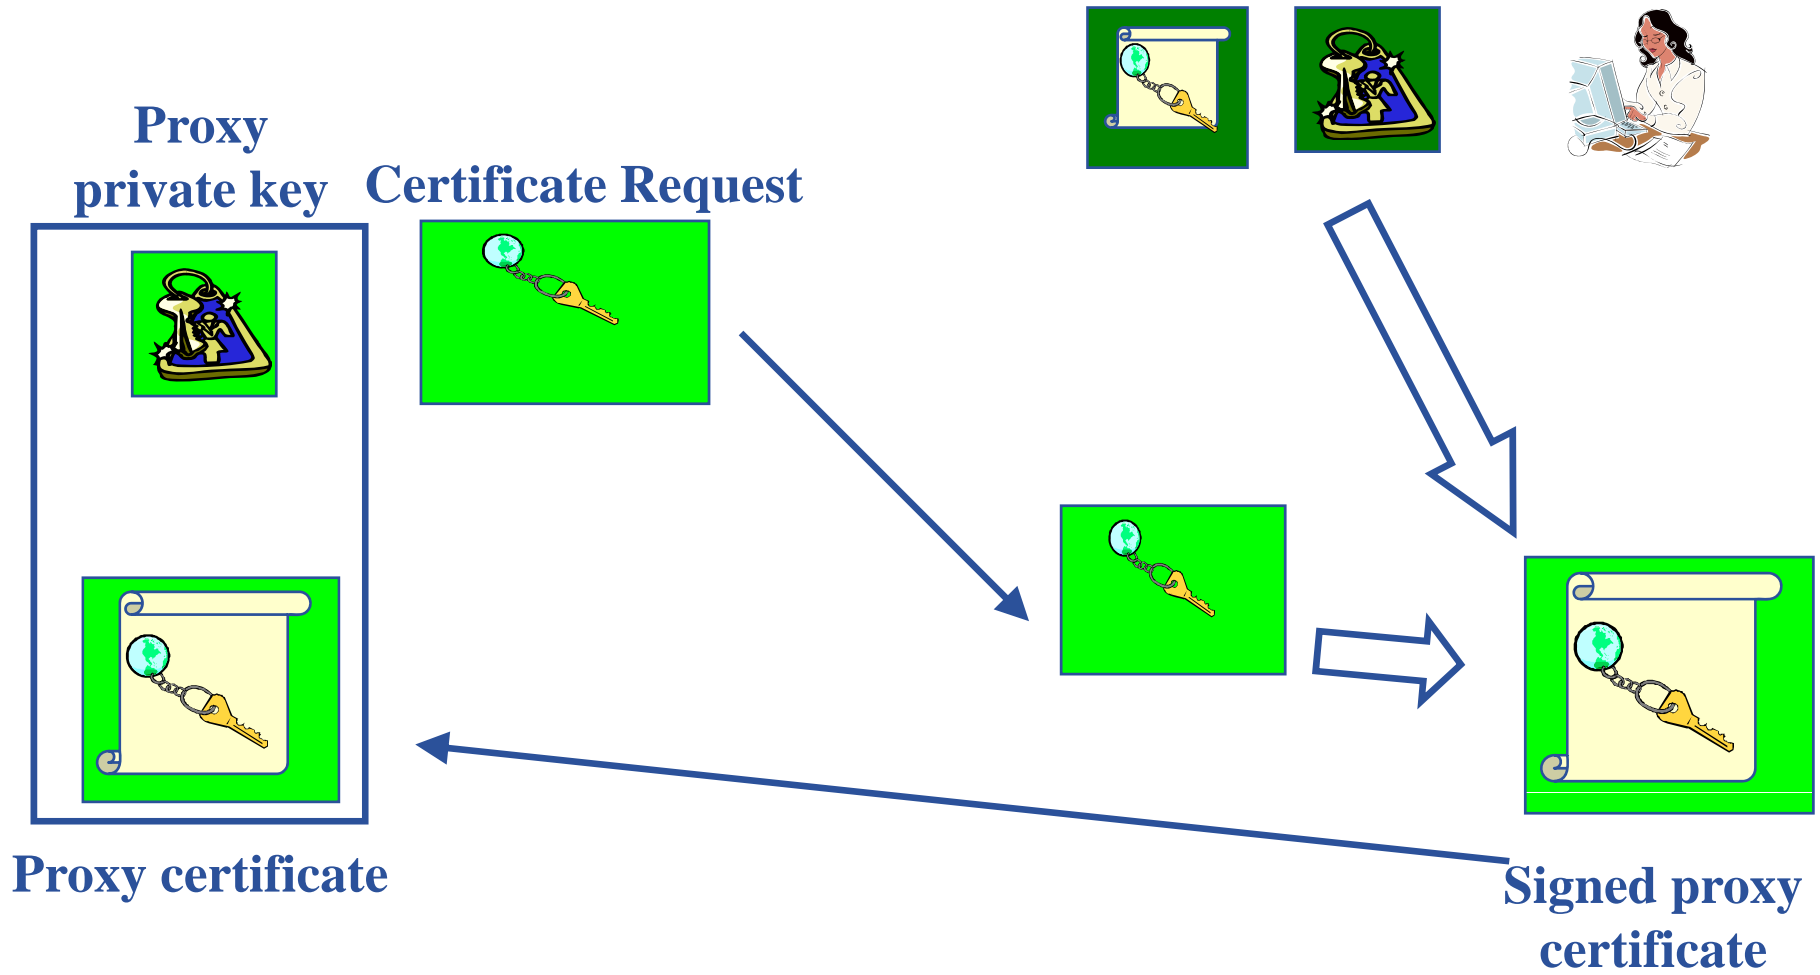 Proxy
private key
Certificate Request
Proxy certificate
Signed proxy
certificate